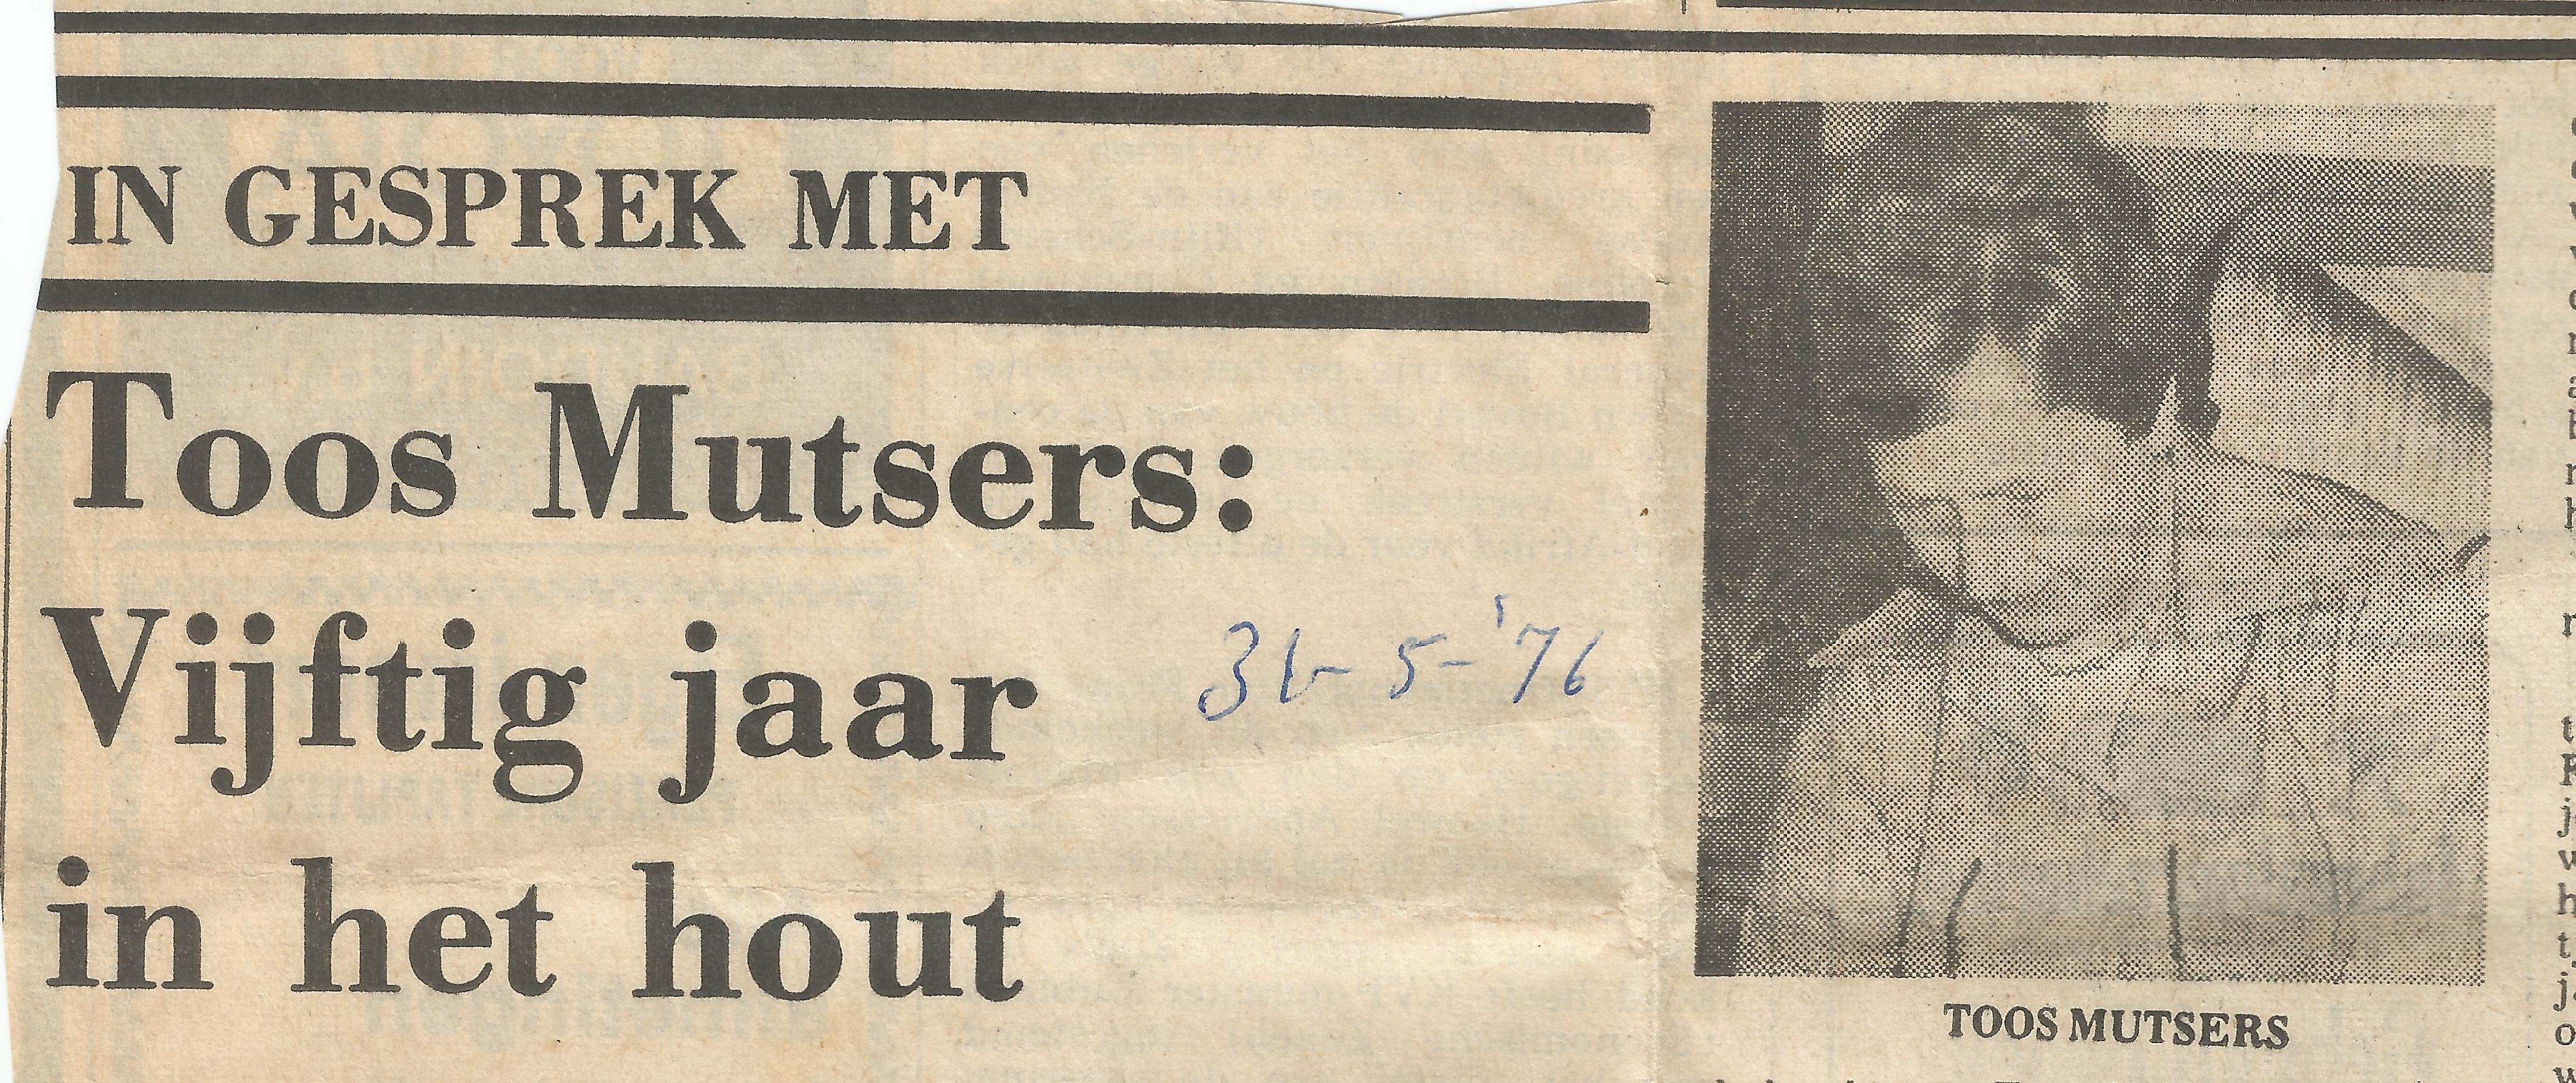 IN GESPREK MET
Toos Mutsers:
Vijftig jaar
in het hout
31-5-'76
TOOS MUTSERS